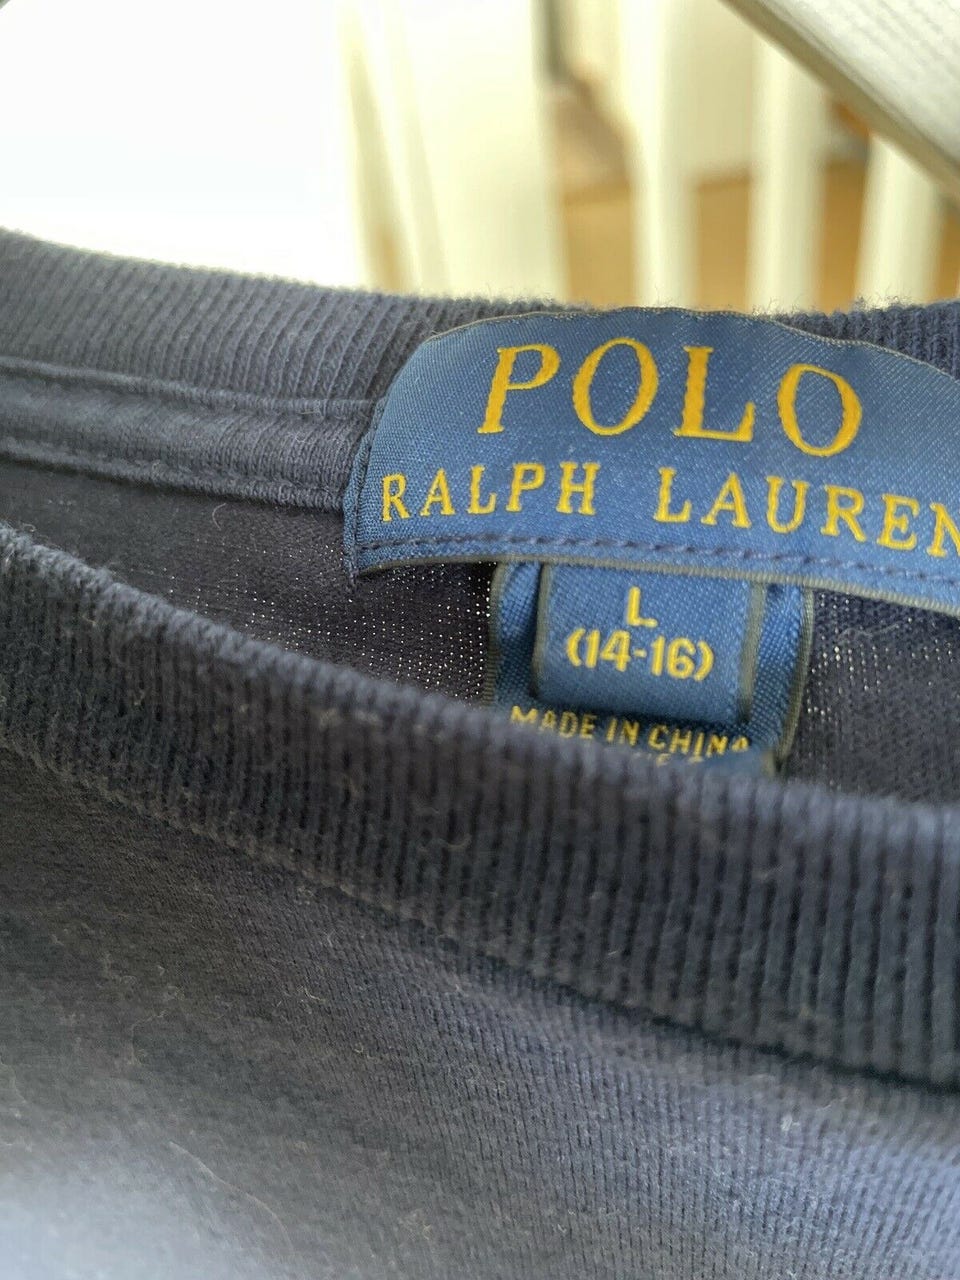 POLO
RALPH LAUREN
L
(14-16)
MADE IN CHINA